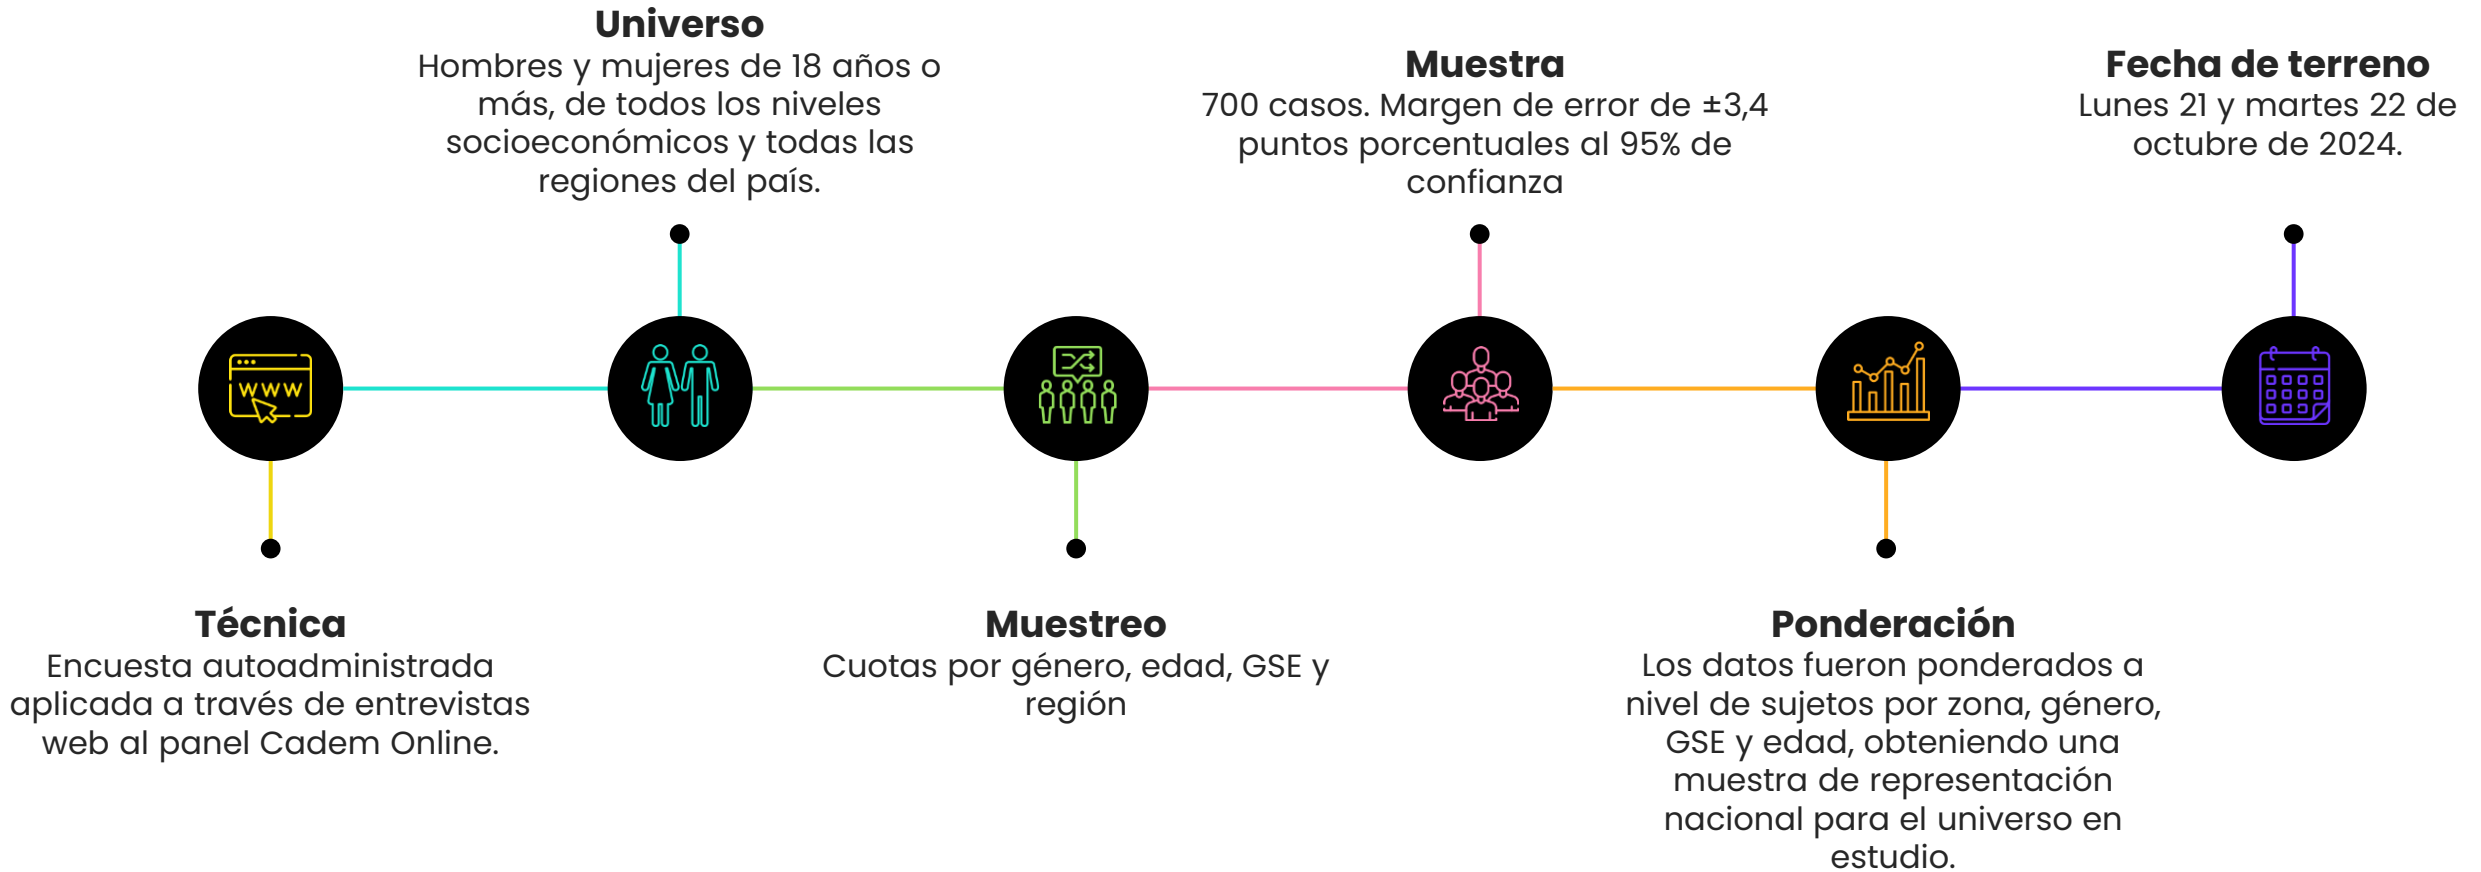 Universo
Hombres y mujeres de 18 años o
más, de todos los niveles
socioeconómicos y todas las
regiones del país.
Muestra
700 casos. Margen de error de ±3,4
puntos porcentuales al 95% de
confianza
Fecha de terreno
Lunes 21 y martes 22 de
octubre de 2024.
WWW
Técnica
Encuesta autoadministrada
aplicada a través de entrevistas
web al panel Cadem Online.
Muestreo
Cuotas por género, edad, GSE y
región
Ponderación
Los datos fueron ponderados a
nivel de sujetos por zona, género,
GSE y edad, obteniendo una
muestra de representación
nacional para el universo en
estudio.